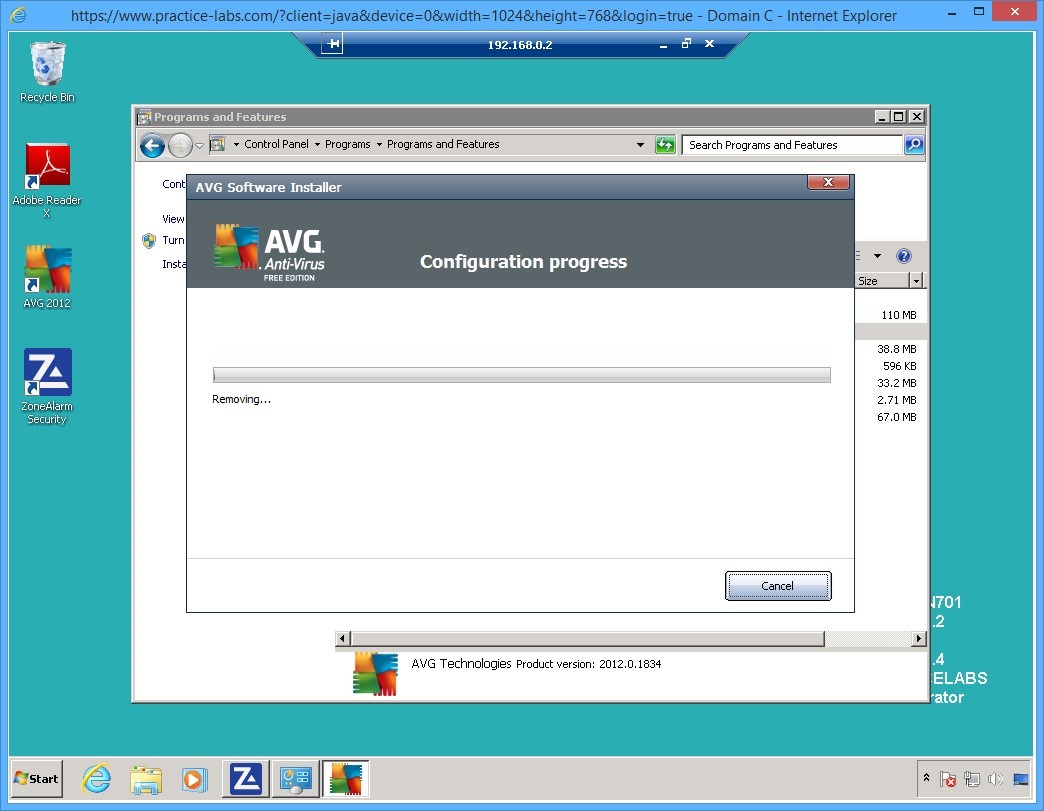 https://www.practice-labs.com/?client=java&device=0&width=1024&height=768&login=true - Domain C - Internet Explorer
192.168.0.2
Recycle Bin
Adobe Reader
X
AVG 2012
ZoneAlarm
Security
Programs and Features
Control Panel
Programs
Programs and Features
Search Programs and Features
Cont
View
Turn
Insta
AVG Software Installer
AVG.
Anti-Virus
FREE EDITION
Configuration progress
Removing...
Cancel
Size
110 MB
38.8 MB
596 KB
33.2 MB
2.71 MB
67.0 MB
AVG Technologies Product version: 2012.0.1834
N701
.2
.4
ELABS
rator
Start